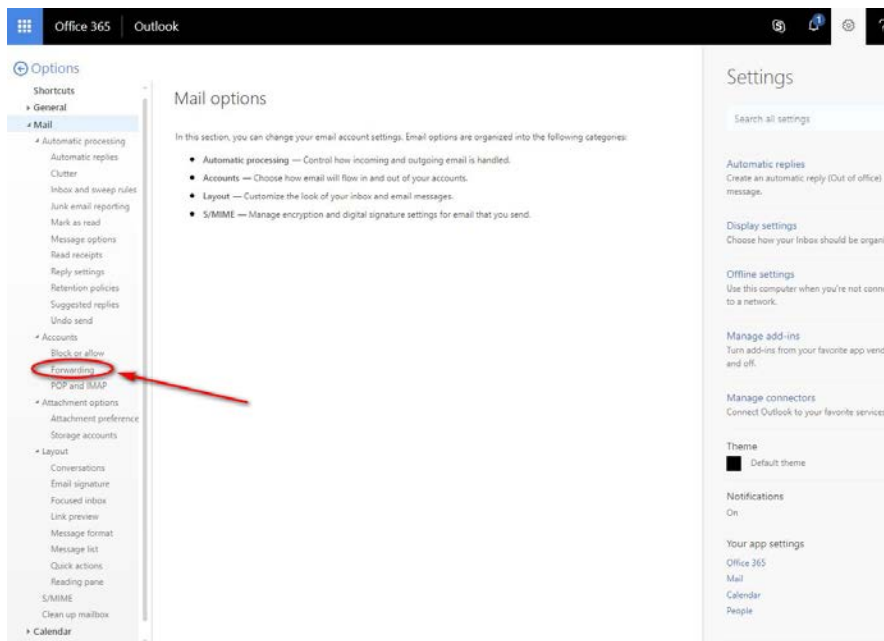 Office 365 Outlook
1
?
Options
Shortcuts
General
Mail
Automatic processing
Automatic replies
Clutter
Inbox and sweep rules
Junk email reporting
Mark as read
Message options
Read receipts
Reply settings
Retention policies
Suggested replies
Undo send
Accounts
Block or allow
Forwarding
POP and IMAP
Attachment options
Attachment preference
Storage accounts
Layout
Conversations
Email signature
Focused inbox
Link preview
Message format
Message list
Quick actions
Reading pane
S/MIME
Clean up mailbox
Calendar
Mail options
In this section, you can change your email account settings. Email options are organized into the following categories:
Automatic processing — Control how incoming and outgoing email is handled.
Accounts — Choose how email will flow in and out of your accounts.
Layout — Customize the look of your inbox and email messages.
S/MIME — Manage encryption and digital signature settings for email that you send.
Settings
Search all settings
Automatic replies
Create an automatic reply (Out of office)
message.
Display settings
Choose how your Inbox should be organi
Offline settings
Use this computer when you're not conne
to a network.
Manage add-ins
Turn add-ins from your favorite app vend
and off.
Manage connectors
Connect Outlook to your favorite services
Theme
Default theme
Notifications
On
Your app settings
Office 365
Mail
Calendar
People